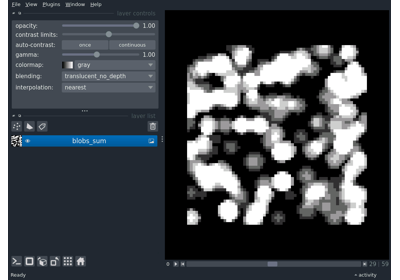 File View Plugins Window Help
layer controls
opacity: 1.00
contrast limits:
auto-contrast: once continuous
gamma: 1.00
colormap: gray
blending: translucent_no_depth
interpolation: nearest
layer list
blobs_sum
29 59
Ready
activity